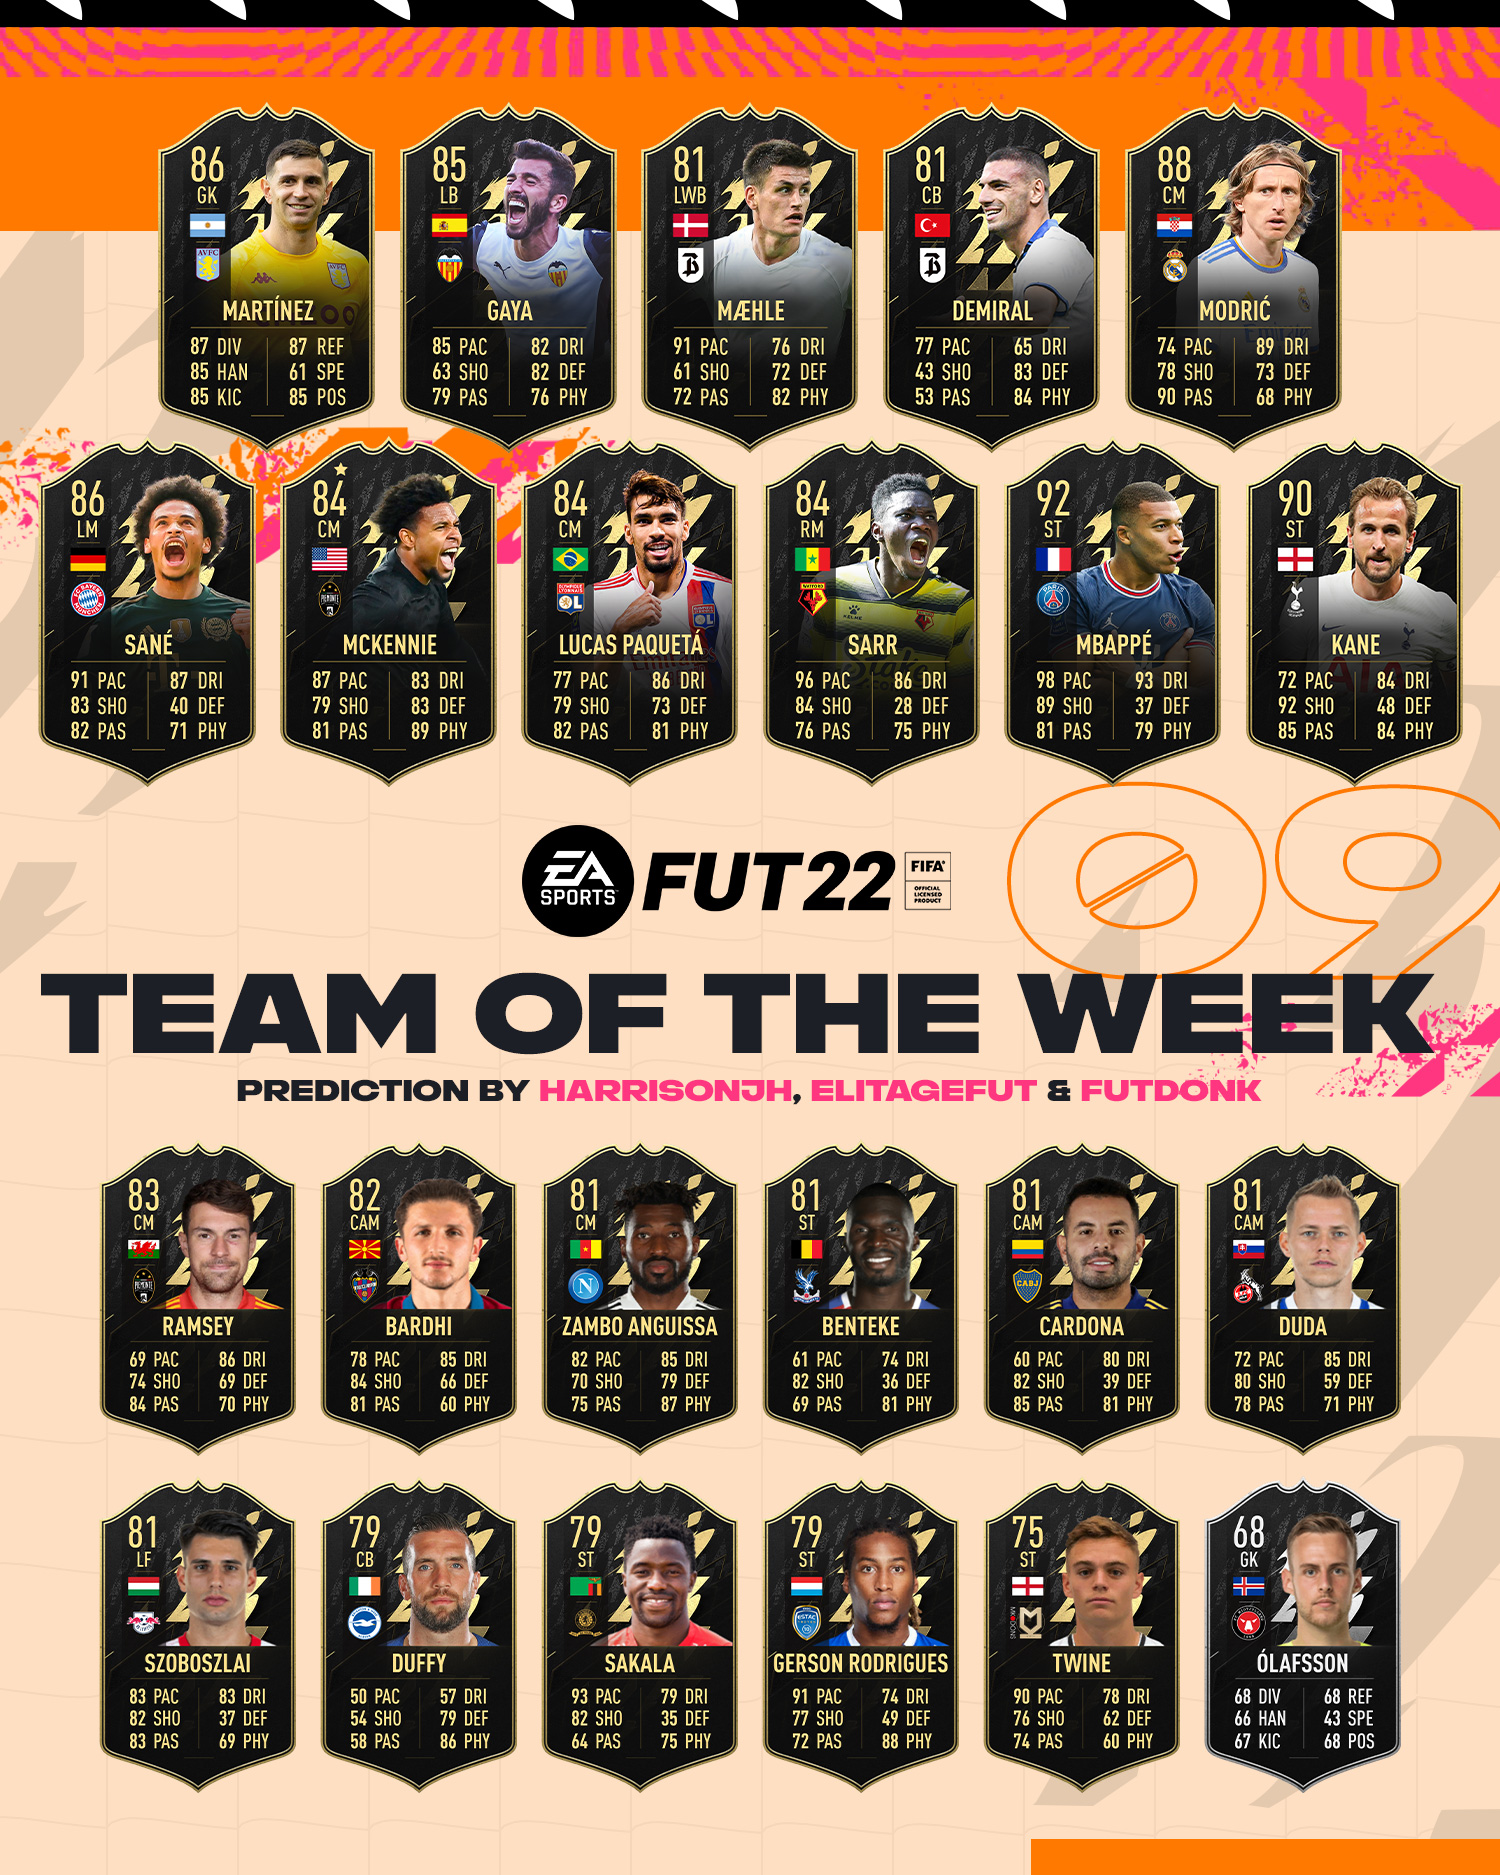 86 GK MARTÍNEZ
87 DIV 87 REF
85 HAN 61 SPE
85 KIC 85 POS
85 LB GAYA
85 PAC 82 DRI
63 SHO 82 DEF
79 PAS 76 PHY
81 LWB MÆHLE
91 PAC 76 DRI
61 SHO 72 DEF
72 PAS 82 PHY
81 CB DEMIRAL
77 PAC 65 DRI
43 SHO 83 DEF
53 PAS 84 PHY
88 CM MODRIĆ
74 PAC 89 DRI
78 SHO 73 DEF
90 PAS 68 PHY
86 LM SANÉ
91 PAC 87 DRI
83 SHO 40 DEF
82 PAS 71 PHY
84 CM MCKENNIE
87 PAC 83 DRI
79 SHO 83 DEF
81 PAS 89 PHY
84 CM LUCAS PAQUETÁ
77 PAC 86 DRI
79 SHO 73 DEF
82 PAS 81 PHY
84 RM SARR
96 PAC 86 DRI
84 SHO 28 DEF
76 PAS 75 PHY
92 ST MBAPPÉ
98 PAC 93 DRI
89 SHO 37 DEF
81 PAS 79 PHY
90 ST KANE
72 PAC 84 DRI
92 SHO 48 DEF
85 PAS 84 PHY
09
EA SPORTS FUT 22 FIFA OFFICIAL LICENSED PRODUCT
TEAM OF THE WEEK
PREDICTION BY HARRISONJH, ELITAGEFUT & FUTDONK
83 CM RAMSEY
69 PAC 86 DRI
74 SHO 69 DEF
84 PAS 70 PHY
82 CAM BARDHI
78 PAC 85 DRI
84 SHO 66 DEF
81 PAS 60 PHY
81 CM ZAMBO ANGUISSA
82 PAC 85 DRI
70 SHO 79 DEF
75 PAS 87 PHY
81 ST BENTEKE
61 PAC 74 DRI
82 SHO 36 DEF
69 PAS 81 PHY
81 CAM CARDONA
60 PAC 80 DRI
82 SHO 39 DEF
85 PAS 81 PHY
81 CAM DUDA
72 PAC 85 DRI
80 SHO 59 DEF
78 PAS 71 PHY
81 LF SZOBOSZLAI
83 PAC 83 DRI
82 SHO 37 DEF
83 PAS 69 PHY
79 CB DUFFY
50 PAC 57 DRI
54 SHO 79 DEF
58 PAS 86 PHY
79 ST SAKALA
93 PAC 79 DRI
82 SHO 35 DEF
64 PAS 75 PHY
79 ST GERSON RODRIGUES
91 PAC 74 DRI
77 SHO 49 DEF
72 PAS 88 PHY
75 ST TWINE
90 PAC 78 DRI
76 SHO 62 DEF
74 PAS 60 PHY
68 GK ÓLAFSSON
68 DIV 68 REF
66 HAN 43 SPE
67 KIC 68 POS